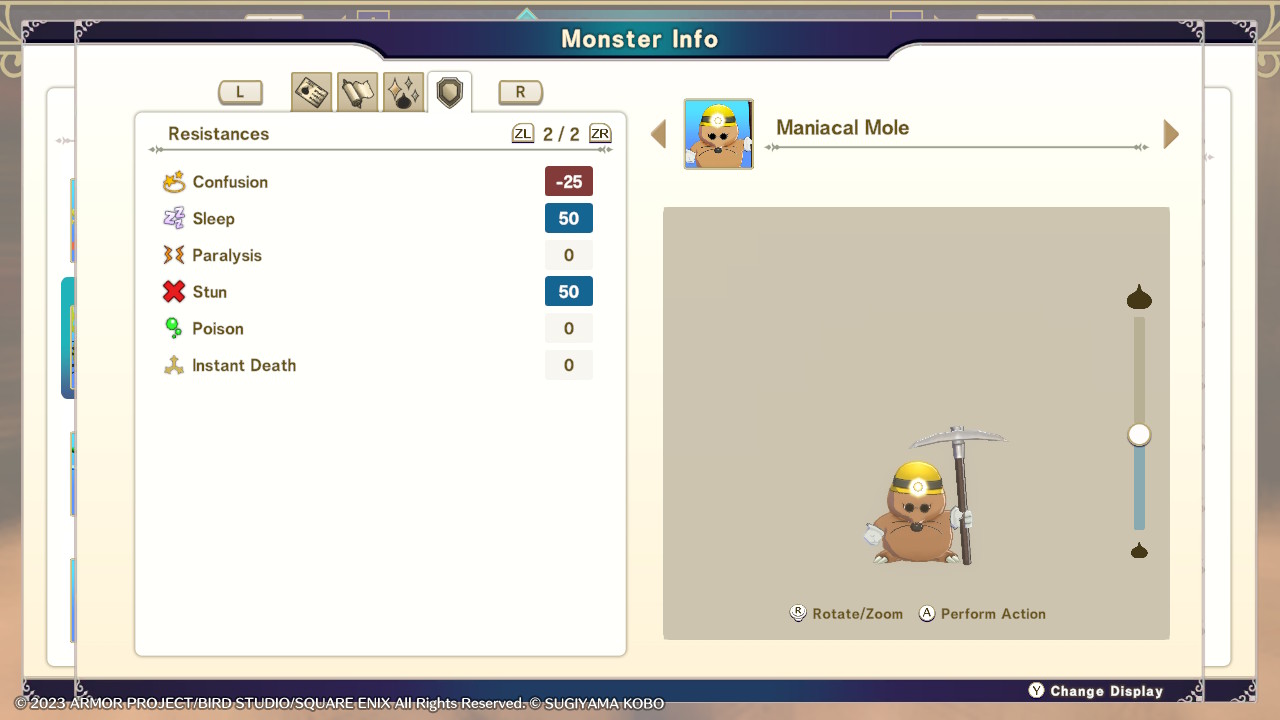 Monster Info
L
R
Resistances
ZL 2 / 2 ZR
Confusion -25
Sleep 50
Paralysis 0
Stun 50
Poison 0
Instant Death 0
Maniacal Mole
R Rotate/Zoom A Perform Action
Y Change Display
© 2023 ARMOR PROJECT/BIRD STUDIO/SQUARE ENIX All Rights Reserved. © SUGIYAMA KOBO